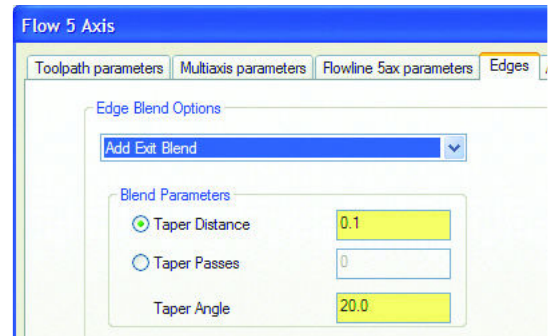 Flow 5 Axis
Toolpath parameters Multiaxis parameters Flowline 5ax parameters Edges
Edge Blend Options
Add Exit Blend
Blend Parameters
Taper Distance 0.1
Taper Passes 0
Taper Angle 20.0